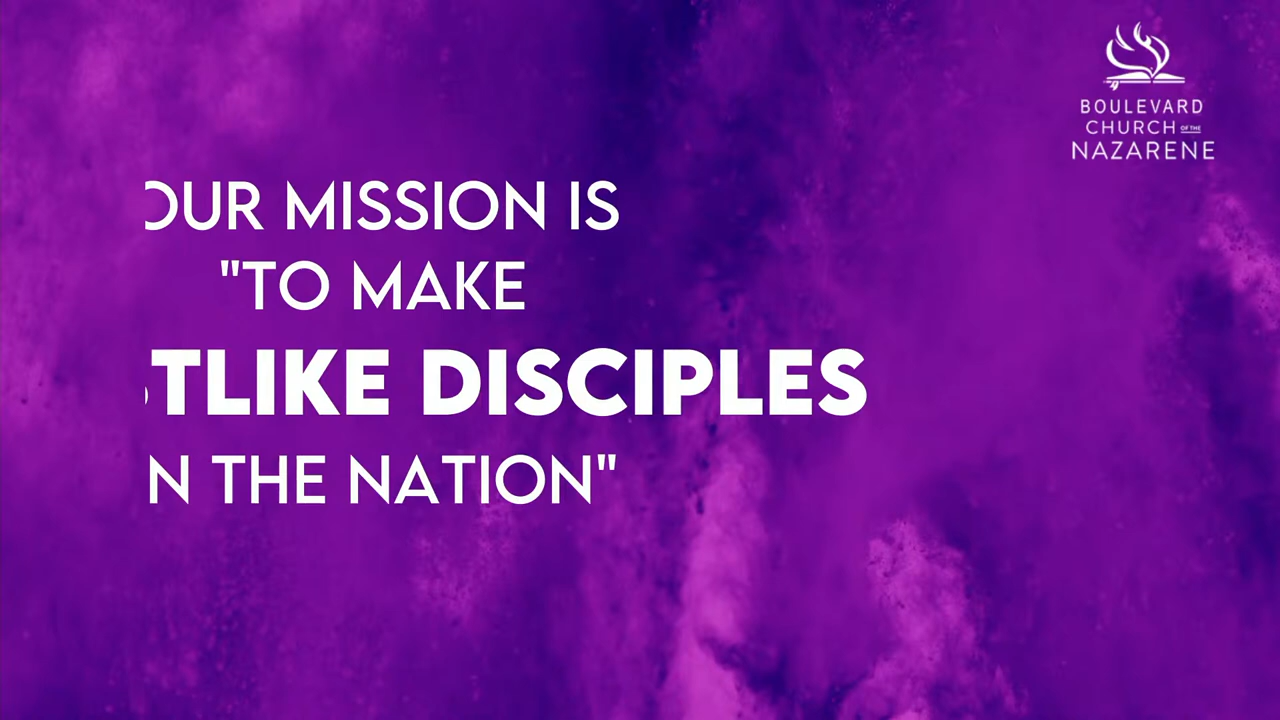 OUR MISSION IS
"TO MAKE
TLIKE DISCIPLES
N THE NATION"
BOULEVARD
CHURCH OF THE
NAZARENE